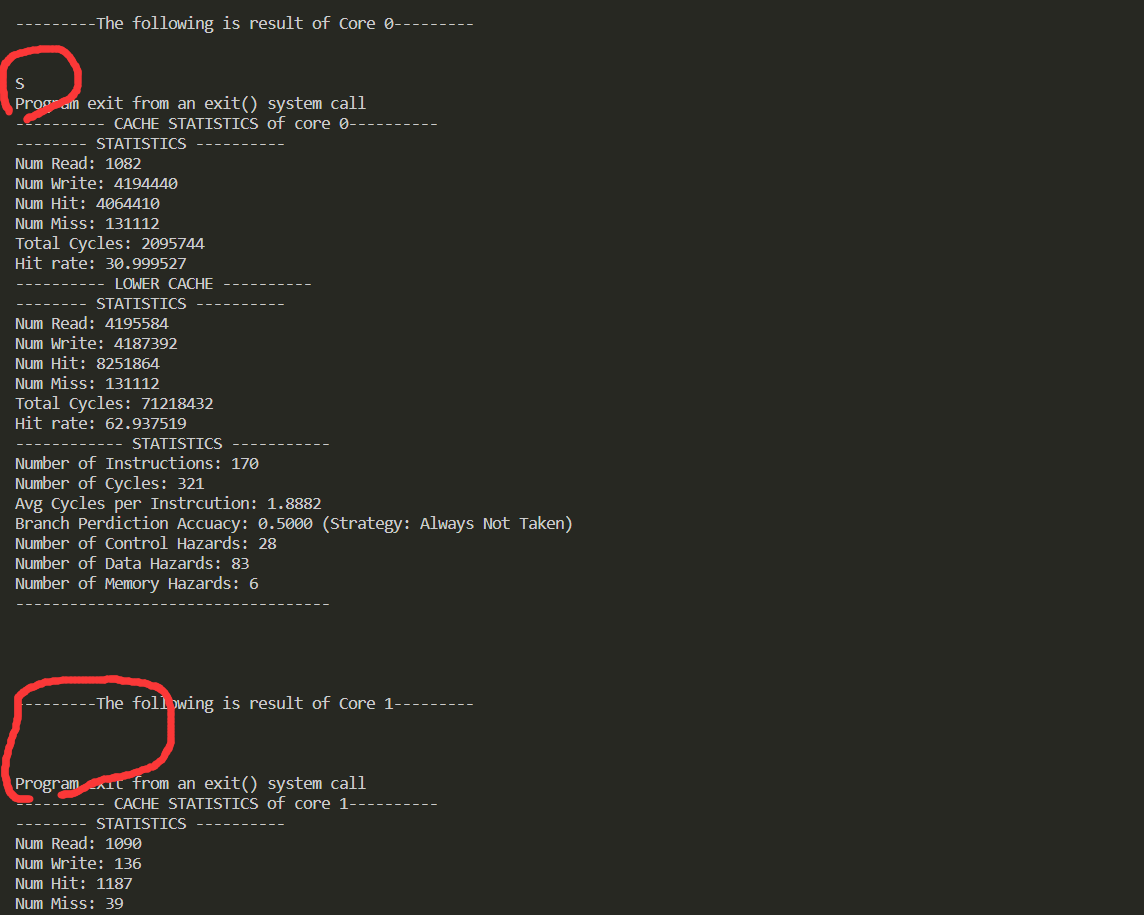 ---------The following is result of Core 0---------
S
Program exit from an exit() system call
---------- CACHE STATISTICS of core 0----------
-------- STATISTICS ----------
Num Read: 1082
Num Write: 4194440
Num Hit: 4064410
Num Miss: 131112
Total Cycles: 2095744
Hit rate: 30.999527
---------- LOWER CACHE ----------
-------- STATISTICS ----------
Num Read: 4195584
Num Write: 4187392
Num Hit: 8251864
Num Miss: 131112
Total Cycles: 71218432
Hit rate: 62.937519
------------ STATISTICS -----------
Number of Instructions: 170
Number of Cycles: 321
Avg Cycles per Instrcution: 1.8882
Branch Perdiction Accuacy: 0.5000 (Strategy: Always Not Taken)
Number of Control Hazards: 28
Number of Data Hazards: 83
Number of Memory Hazards: 6
-----------------------------------
---------The following is result of Core 1---------
Program exit from an exit() system call
---------- CACHE STATISTICS of core 1----------
-------- STATISTICS ----------
Num Read: 1090
Num Write: 136
Num Hit: 1187
Num Miss: 39